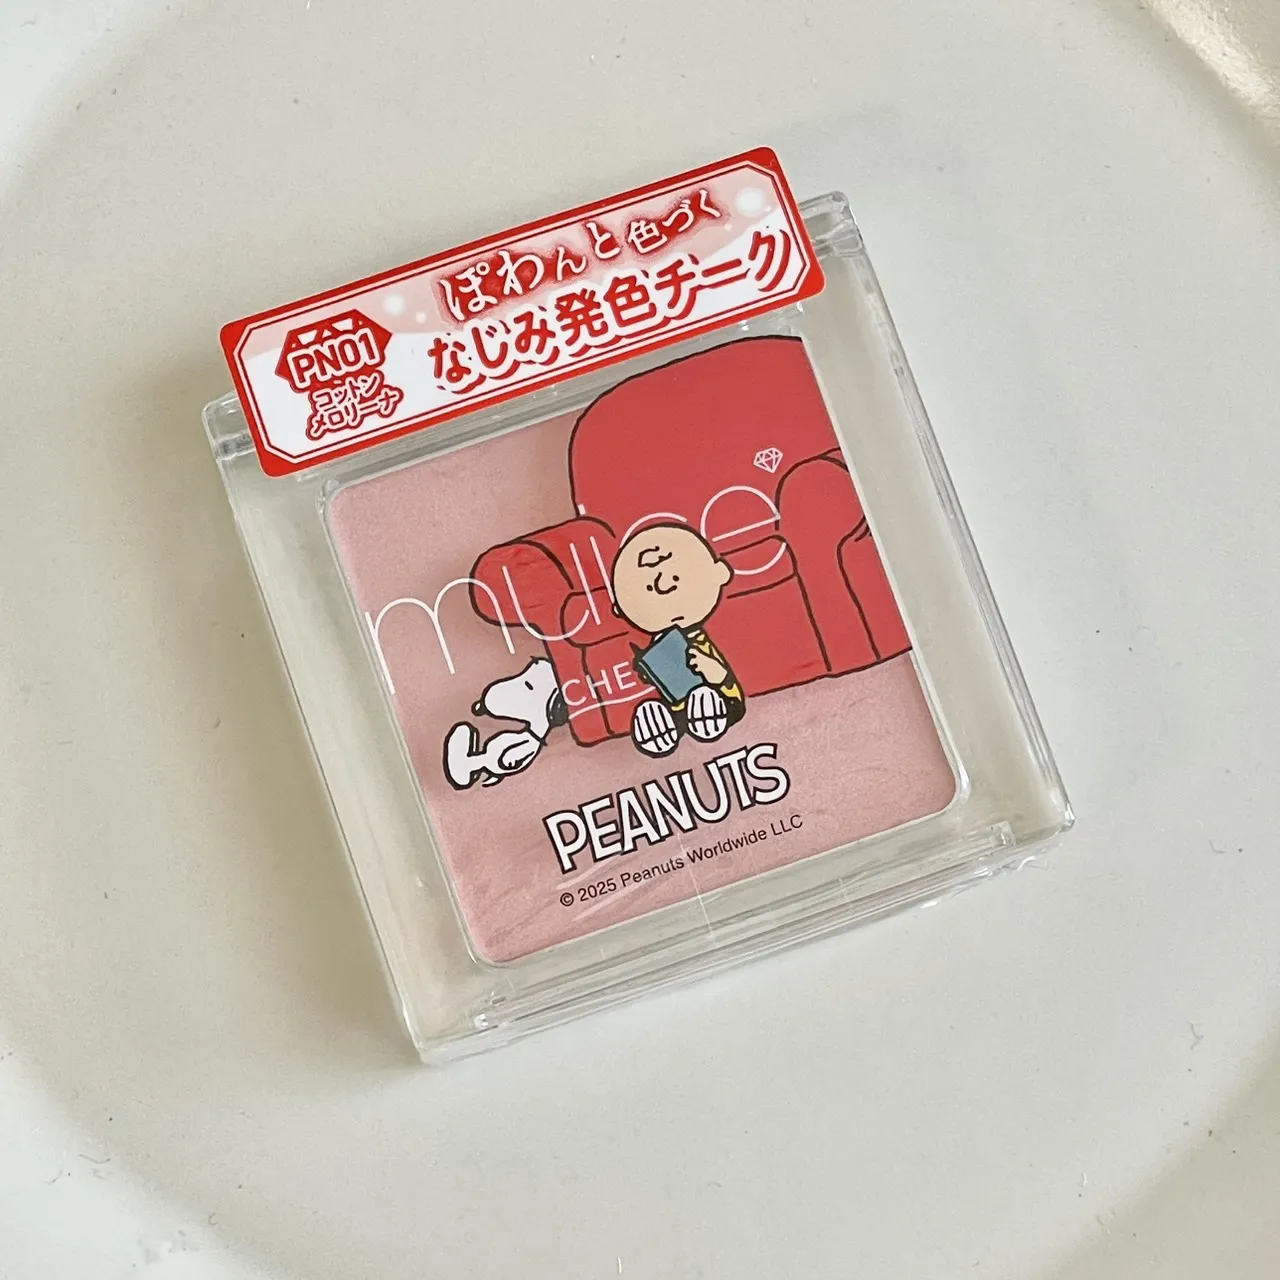 ぽわんと色づく
なじみ発色チーク
PN01
コットン
メロリーナ
CHE
PEANUTS
© 2025 Peanuts Worldwide LLC